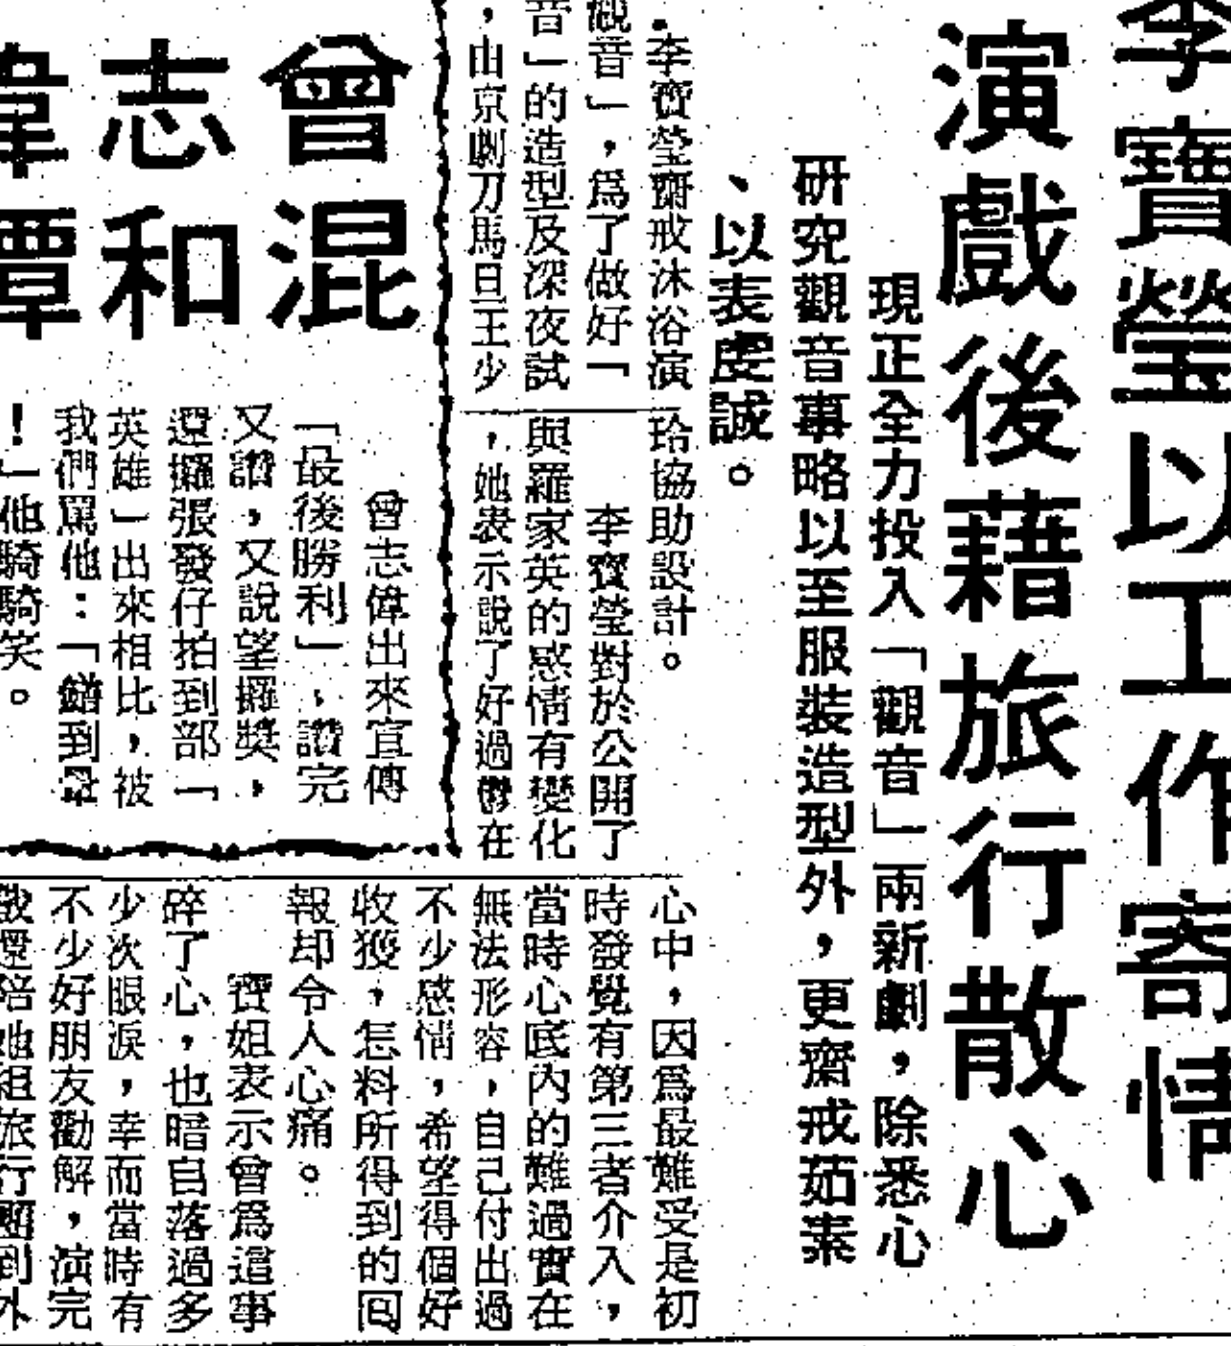 李寶瑩以工作寄情
演戲後藉旅行散心
現正全力投入「觀音」兩新劇，除悉心
研究觀音事略以至服裝造型外，更齋戒茹素
、以表虔誠。
李寶瑩齋戒沐浴演
觀音」，爲了做好「
音」的造型及深夜試
，由京劇刀馬旦王少
玲協助設計。
李寶瑩對於公開了
與羅家英的感情有變化
，她表示說了好過鬱在
心中，因爲最難受是初
時發覺有第三者介入，
當時心底內的難過實在
無法形容，自己付出過
不少感情，希望得個好
收獲，怎料所得到的囘
報却令人心痛。
寶姐表示曾爲這事
碎了心，也暗自落過多
少次眼淚，幸而當時有
不少好朋友勸解，演完
戲還陪她組旅行團到外
曾混
志和
偉譚
曾志偉出來宣傳
「最後勝利」，讚完
又讚，又說望攞獎，
還攞張發仔拍到部「
英雄」出來相比，被
我們駡他：「鐥到暈
！」他騎騎笑。